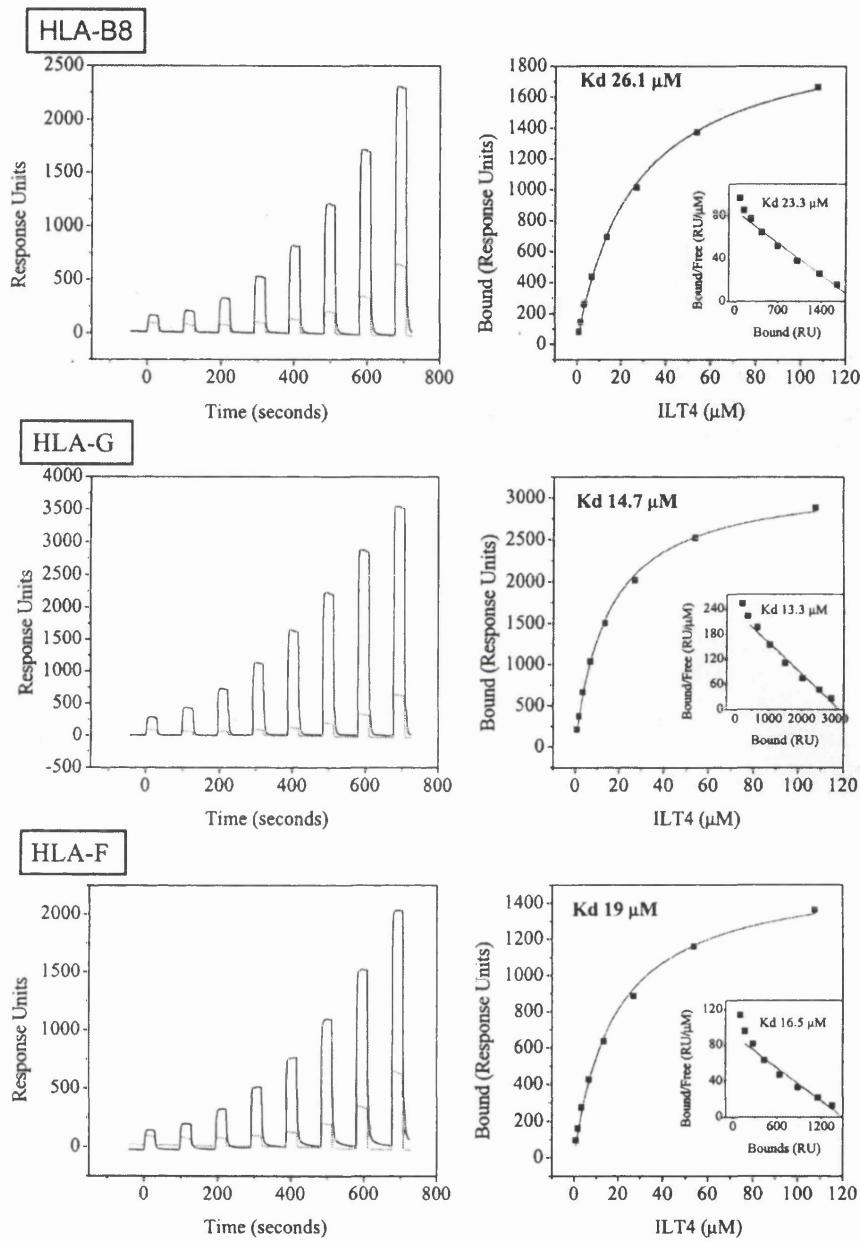 HLA-B8
2500
2000
1500
1000
500
0
Response Units
0 200 400 600 800
Time (seconds)
1800
1600
1400
1200
1000
800
600
400
200
0
Bound (Response Units)
Kd 26.1 µM
0 20 40 60 80 100 120
ILT4 (µM)
80
40
0
Bound/Free (RU/µM)
Kd 23.3 µM
0 700 1400
Bound (RU)
HLA-G
4000
3500
3000
2500
2000
1500
1000
500
0
-500
Response Units
0 200 400 600 800
Time (seconds)
3000
2500
2000
1500
1000
500
0
Bound (Response Units)
Kd 14.7 µM
0 20 40 60 80 100 120
ILT4 (µM)
240
180
120
60
0
Bound/Free (RU/µM)
Kd 13.3 µM
0 1000 2000 3000
Bound (RU)
HLA-F
2000
1500
1000
500
0
Response Units
0 200 400 600 800
Time (seconds)
1400
1200
1000
800
600
400
200
0
Bound (Response Units)
Kd 19 µM
0 20 40 60 80 100 120
ILT4 (µM)
120
80
40
0
Bound/Free (RU/µM)
Kd 16.5 µM
0 400 800 1200
Bounds (RU)